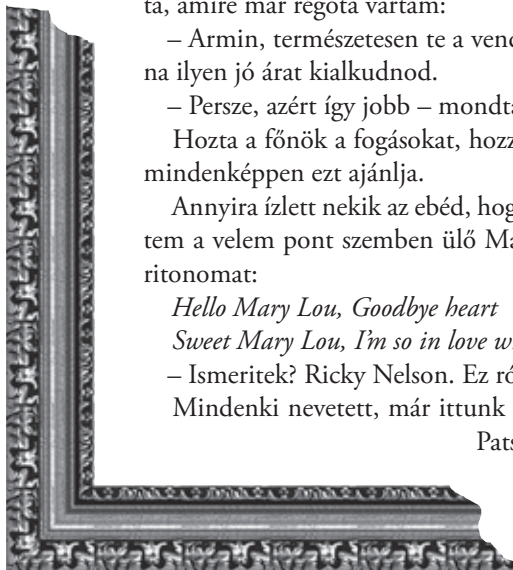 ta, amire már régóta vártam:
– Armin, természetesen te a vend
na ilyen jó árat kialkudnod.
– Persze, azért így jobb – mondta
Hozta a főnök a fogásokat, hozz
mindenképpen ezt ajánlja.
Annyira ízlett nekik az ebéd, hog
tem a velem pont szemben ülő Ma
ritonomat:
Hello Mary Lou, Goodbye heart
Sweet Mary Lou, I'm so in love w
– Ismeritek? Ricky Nelson. Ez ró
Mindenki nevetett, már ittunk
Pats